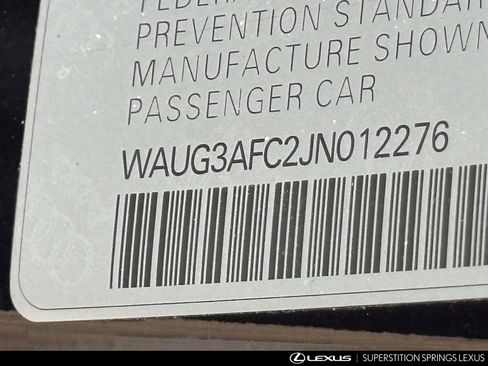 PREVENTION STANDAR
MANUFACTURE SHOWN
PASSENGER CAR
WAUG3AFC2JN012276
LEXUS | SUPERSTITION SPRINGS LEXUS